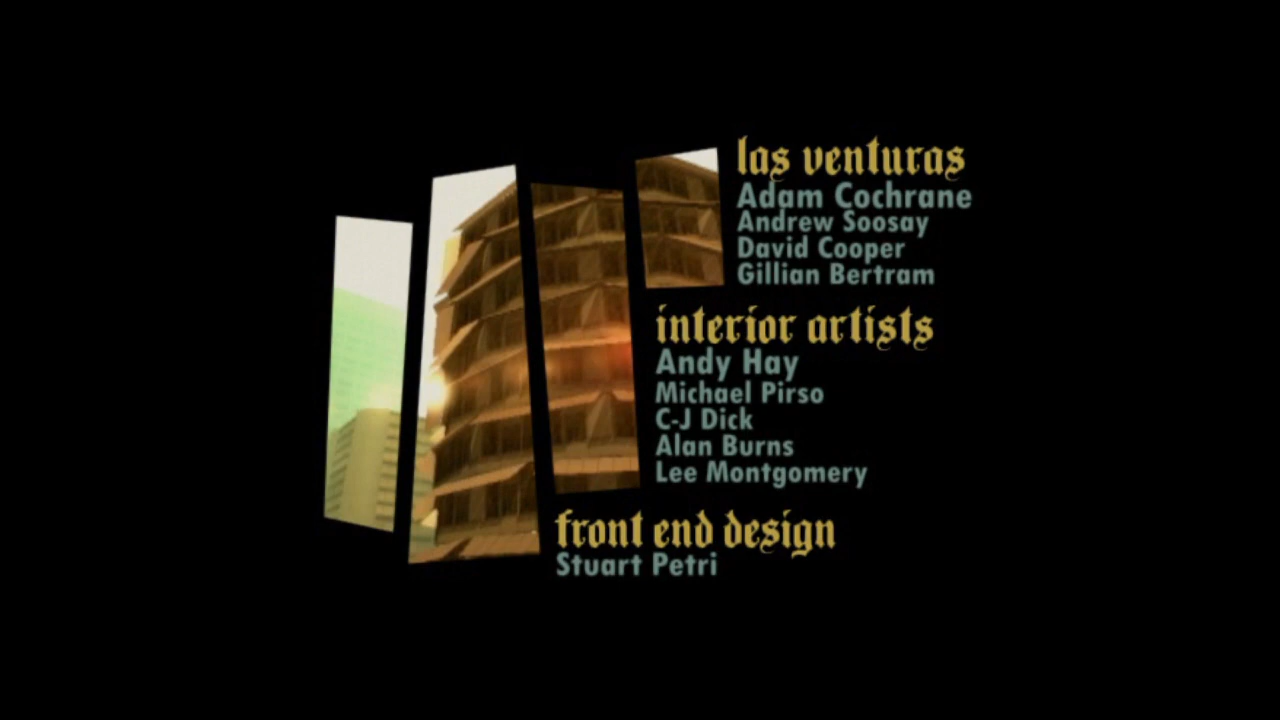 las venturas
Adam Cochrane
Andrew Soosay
David Cooper
Gillian Bertram
interior artists
Andy Hay
Michael Pirso
C-J Dick
Alan Burns
Lee Montgomery
front end design
Stuart Petri